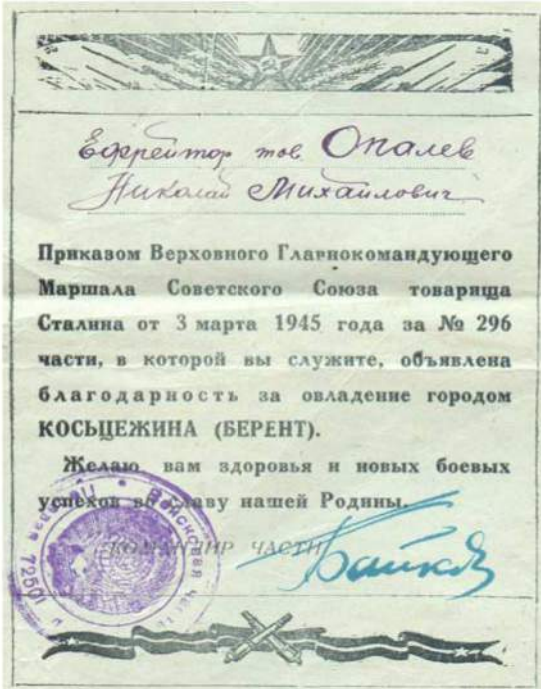 Ефрейтор тов. Опалев
Николай Михайлович
Приказом Верховного Главнокомандующего
Маршала Советского Союза товарища
Сталина от 3 марта 1945 года за № 296
части, в которой вы служите, объявлена
благодарность за овладение городом
КОСЬЦЕЖИНА (БЕРЕНТ).
Желаю вам здоровья и новых боевых
успехов во славу нашей Родины.
КОМАНДИР ЧАСТИ
Войсковая часть